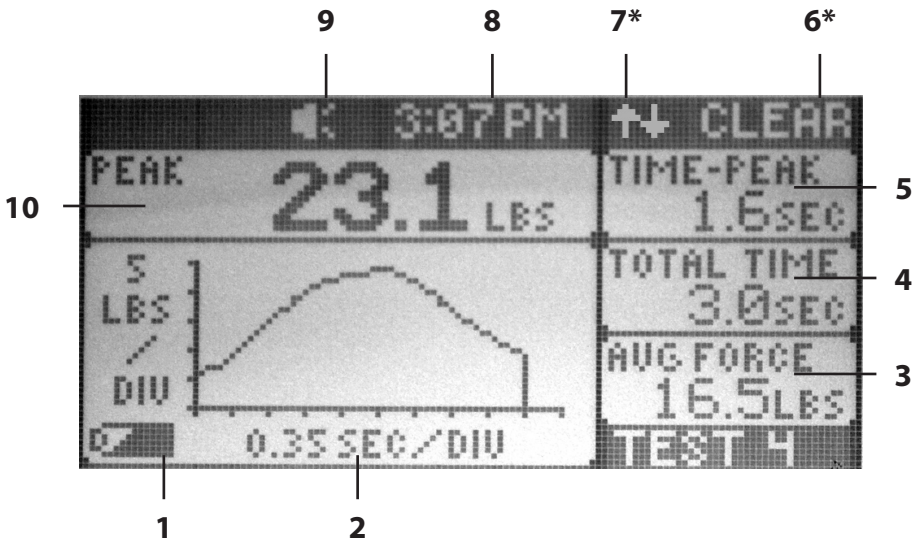 9 8 7* 6*
3:07 PM CLEAR
PEAK 23.1 LBS
TIME-PEAK
1.6 SEC
5
10
TOTAL TIME
3.0 SEC
4
5
LBS
/
DIV
AVG FORCE
16.5 LBS
3
0.35 SEC/DIV
TEST 4
1 2